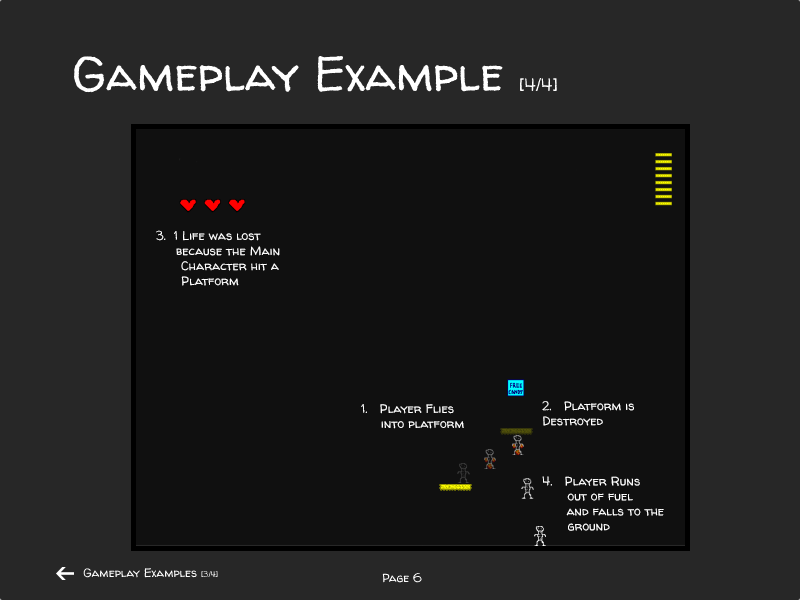 Gameplay Example [4/4]
3. 1 Life was lost
because the Main
Character hit a
Platform
FREE
CANDY
1. Player Flies
into platform
2. Platform is
Destroyed
4. Player Runs
out of fuel
and falls to the
ground
Gameplay Examples [3/4]
Page 6